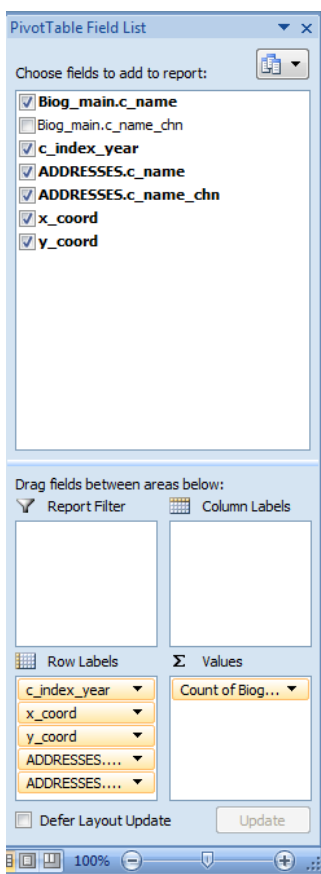 PivotTable Field List
Choose fields to add to report:
Biog_main.c_name
Biog_main.c_name_chn
c_index_year
ADDRESSES.c_name
ADDRESSES.c_name_chn
x_coord
y_coord
Drag fields between areas below:
Report Filter Column Labels
Row Labels Σ Values
c_index_year Count of Biog...
x_coord
y_coord
ADDRESSES....
ADDRESSES....
Defer Layout Update Update
100%